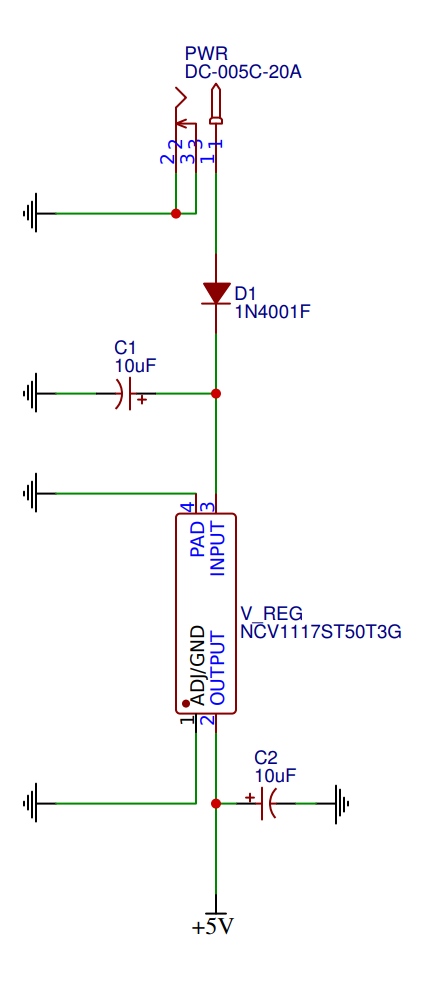 PWR
DC-005C-20A
2
2
3
3
1
1
D1
1N4001F
C1
10uF
+
4
3
PAD
INPUT
V_REG
NCV1117ST50T3G
ADJ/GND
OUTPUT
1
2
C2
10uF
+
+5V